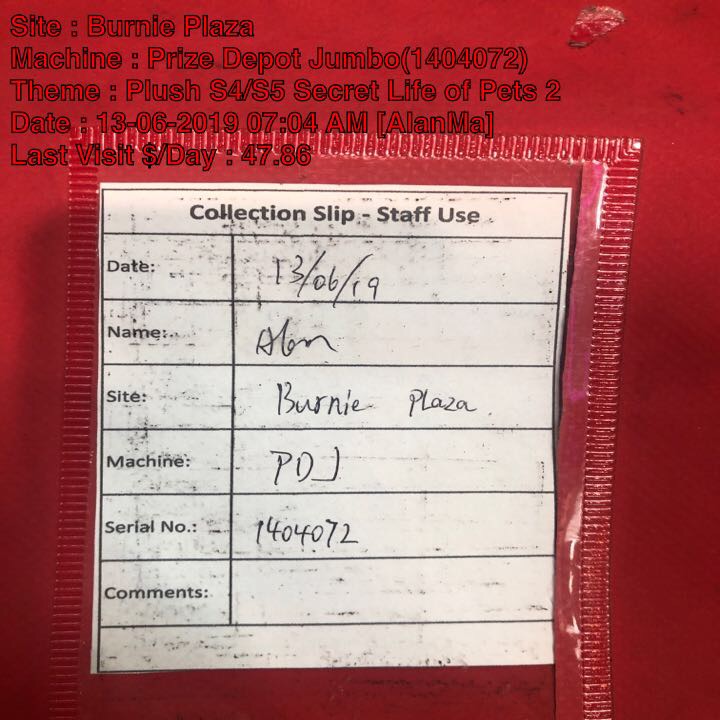 Site : Burnie Plaza
Machine : Prize Depot Jumbo(1404072)
Theme : Plush S4/S5 Secret Life of Pets 2
Date : 13-06-2019 07:04 AM [AlanMa]
Last Visit $/Day : 47.86
Collection Slip - Staff Use
Date: 13/06/19
Name: Alan
Site: Burnie Plaza
Machine: PDJ
Serial No.: 1404072
Comments: